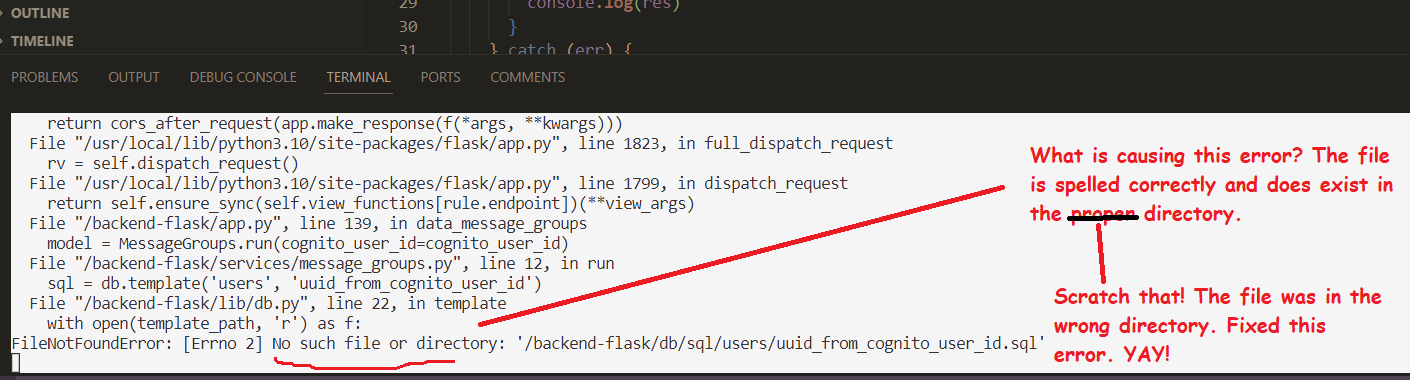 OUTLINE
TIMELINE
29 console.log(res)
30 }
31 } catch (err) {
PROBLEMS OUTPUT DEBUG CONSOLE TERMINAL PORTS COMMENTS
return cors_after_request(app.make_response(f(*args, **kwargs)))
File "/usr/local/lib/python3.10/site-packages/flask/app.py", line 1823, in full_dispatch_request
rv = self.dispatch_request()
File "/usr/local/lib/python3.10/site-packages/flask/app.py", line 1799, in dispatch_request
return self.ensure_sync(self.view_functions[rule.endpoint])(**view_args)
File "/backend-flask/app.py", line 139, in data_message_groups
model = MessageGroups.run(cognito_user_id=cognito_user_id)
File "/backend-flask/services/message_groups.py", line 12, in run
sql = db.template('users', 'uuid_from_cognito_user_id')
File "/backend-flask/lib/db.py", line 22, in template
with open(template_path, 'r') as f:
FileNotFoundError: [Errno 2] No such file or directory: '/backend-flask/db/sql/users/uuid_from_cognito_user_id.sql'
What is causing this error? The file
is spelled correctly and does exist in
the proper directory.
Scratch that! The file was in the
wrong directory. Fixed this
error. YAY!